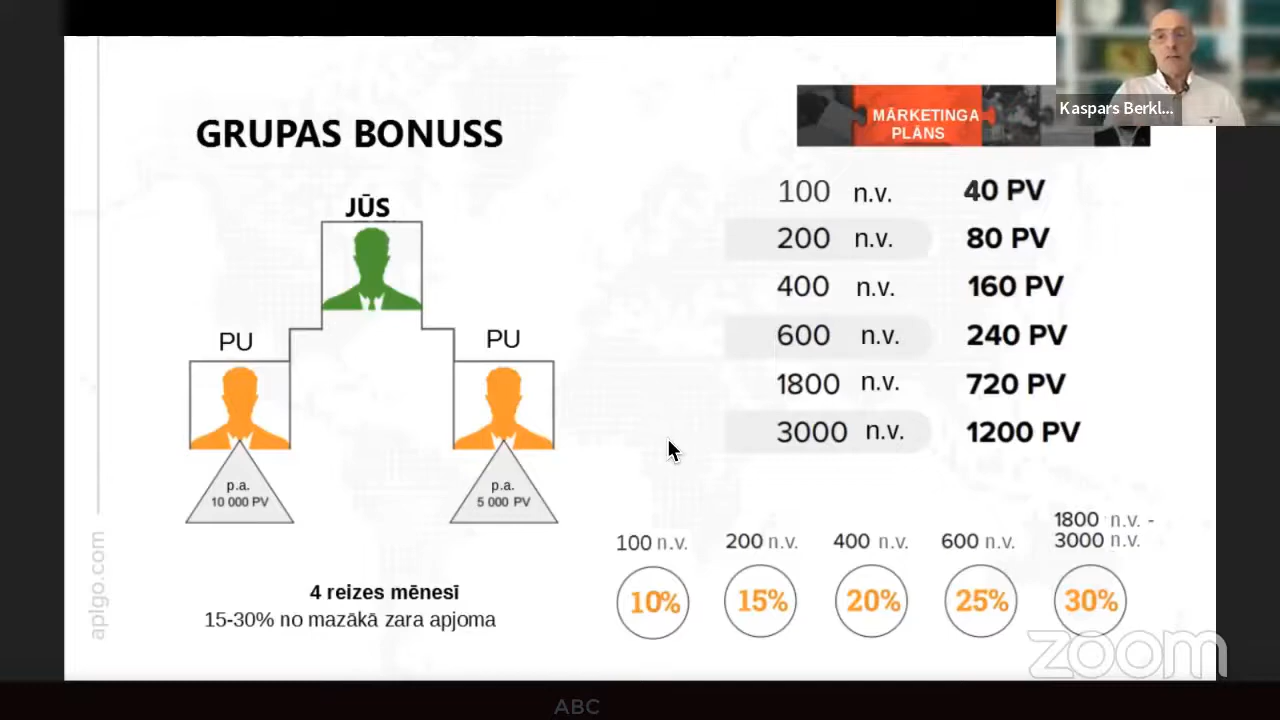 Kaspars Berkl...
MĀRKETINGA
PLĀNS
GRUPAS BONUSS
JŪS
PU
PU
p.a.
10 000 PV
p.a.
5 000 PV
4 reizes mēnesī
15-30% no mazākā zara apjoma
100 n.v. 40 PV
200 n.v. 80 PV
400 n.v. 160 PV
600 n.v. 240 PV
1800 n.v. 720 PV
3000 n.v. 1200 PV
100 n.v. 200 n.v. 400 n.v. 600 n.v. 1800 n.v. -
3000 n.v.
10% 15% 20% 25% 30%
aplgo.com
zoom
ABC